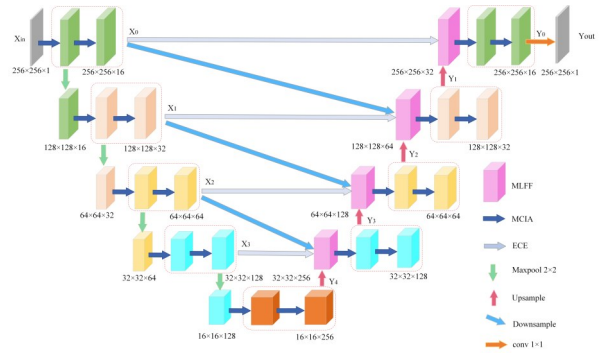 Xin
X0
Y0
Yout
256×256×1
256×256×16
256×256×32
256×256×16
256×256×1
X1
Y1
128×128×16
128×128×32
128×128×64
128×128×32
X2
Y2
64×64×32
64×64×64
64×64×128
64×64×64
X3
Y3
32×32×64
32×32×128
32×32×256
Y4
32×32×128
16×16×128
16×16×256
MLFF
MCIA
ECE
Maxpool 2×2
Upsample
Downsample
conv 1×1